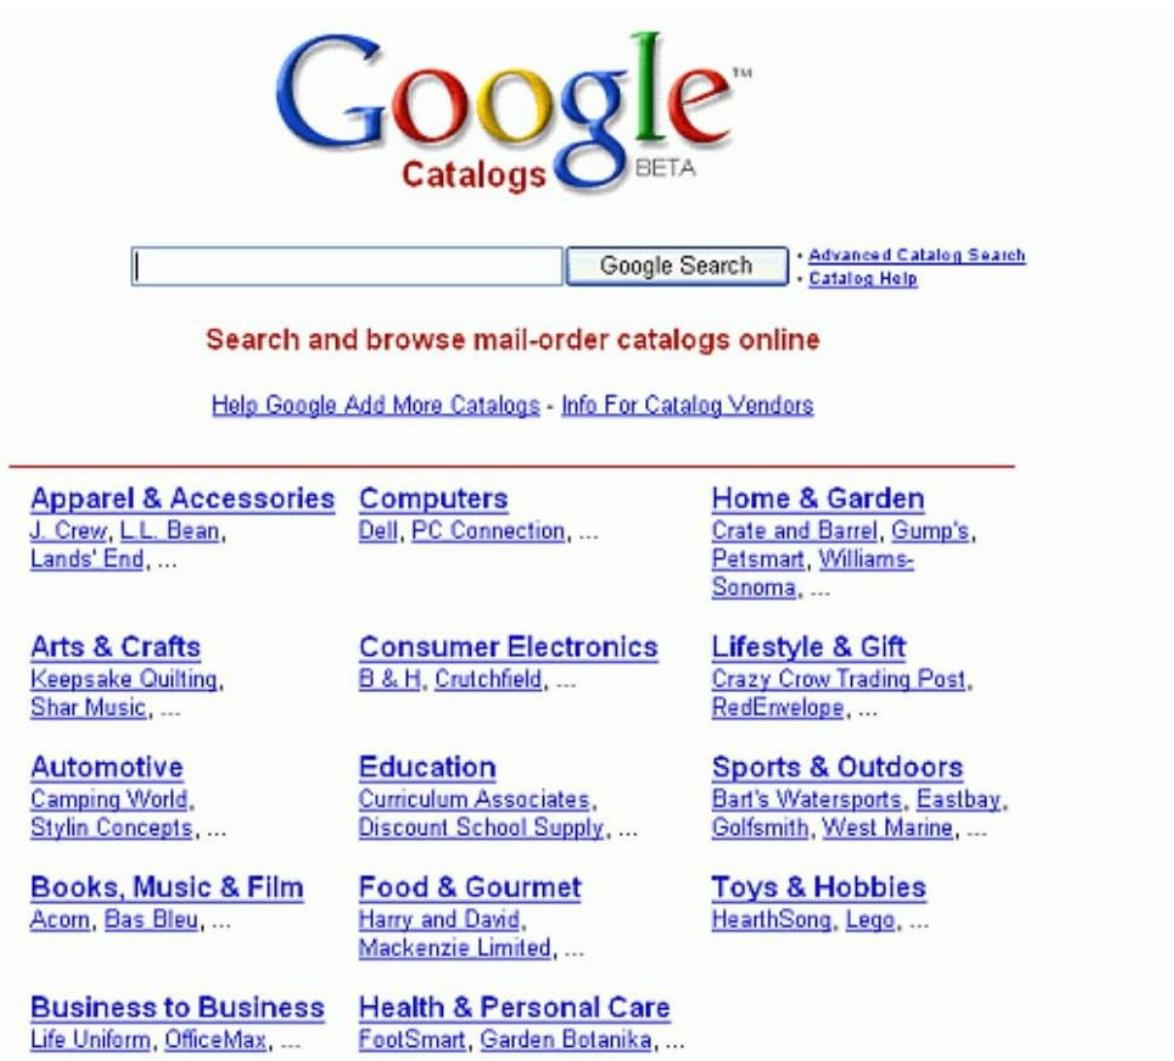 Google™
Catalogs BETA
Google Search
• Advanced Catalog Search
• Catalog Help
Search and browse mail-order catalogs online
Help Google Add More Catalogs - Info For Catalog Vendors
Apparel & Accessories
J. Crew, L.L. Bean,
Lands' End, ...
Computers
Dell, PC Connection, ...
Home & Garden
Crate and Barrel, Gump's,
Petsmart, Williams-
Sonoma, ...
Arts & Crafts
Keepsake Quilting,
Shar Music, ...
Consumer Electronics
B & H, Crutchfield, ...
Lifestyle & Gift
Crazy Crow Trading Post,
RedEnvelope, ...
Automotive
Camping World,
Stylin Concepts, ...
Education
Curriculum Associates,
Discount School Supply, ...
Sports & Outdoors
Bart's Watersports, Eastbay,
Golfsmith, West Marine, ...
Books, Music & Film
Acorn, Bas Bleu, ...
Food & Gourmet
Harry and David,
Mackenzie Limited, ...
Toys & Hobbies
HearthSong, Lego, ...
Business to Business
Life Uniform, OfficeMax, ...
Health & Personal Care
FootSmart, Garden Botanika, ...